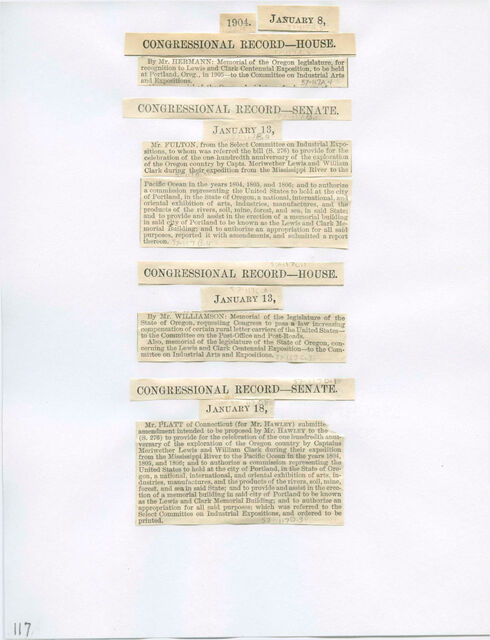 1904. JANUARY 8,
CONGRESSIONAL RECORD—HOUSE.
By Mr. HERMANN: Memorial of the Oregon legislature, for
recognition to Lewis and Clark Centennial Exposition, to be held
at Portland, Oreg., in 1905—to the Committee on Industrial Arts
and Expositions.
CONGRESSIONAL RECORD—SENATE.
JANUARY 13,
Mr. FULTON, from the Select Committee on Industrial Expo-
sitions, to whom was referred the bill (S. 276) to provide for the
celebration of the one hundredth anniversary of the exploration
of the Oregon country by Capts. Meriwether Lewis and William
Clark during their expedition from the Mississippi River to the
Pacific Ocean in the years 1804, 1805, and 1806; and to authorize
a commission representing the United States to hold at the city
of Portland, in the State of Oregon, a national, international, and
oriental exhibition of arts, industries, manufactures, and the
products of the rivers, soil, mine, forest, and sea, in said State;
and to provide and assist in the erection of a memorial building
in said city of Portland to be known as the Lewis and Clark Me-
morial Building; and to authorize an appropriation for all said
purposes, reported it with amendments, and submitted a report
thereon.
CONGRESSIONAL RECORD—HOUSE.
JANUARY 13,
By Mr. WILLIAMSON: Memorial of the legislature of the
State of Oregon, requesting Congress to pass a law increasing
compensation of certain rural letter carriers of the United States—
to the Committee on the Post-Office and Post-Roads.
Also, memorial of the legislature of the State of Oregon, con-
cerning the Lewis and Clark Centennial Exposition—to the Com-
mittee on Industrial Arts and Expositions.
CONGRESSIONAL RECORD—SENATE.
JANUARY 18,
Mr. PLATT of Connecticut (for Mr. HAWLEY) submitte
amendment intended to be proposed by Mr. HAWLEY to the
(S. 276) to provide for the celebration of the one hundredth anni-
versary of the exploration of the Oregon country by Captains
Meriwether Lewis and William Clark during their expedition
from the Mississippi River to the Pacific Ocean in the years 1804,
1805, and 1806; and to authorize a commission representing the
United States to hold at the city of Portland, in the State of Ore-
gon, a national, international, and oriental exhibition of arts, in-
dustries, manufactures, and the products of the rivers, soil, mine,
forest, and sea in said State; and to provide and assist in the erec-
tion of a memorial building in said city of Portland to be known
as the Lewis and Clark Memorial Building; and to authorize an
appropriation for all said purposes; which was referred to the
Select Committee on Industrial Expositions, and ordered to be
printed.
117